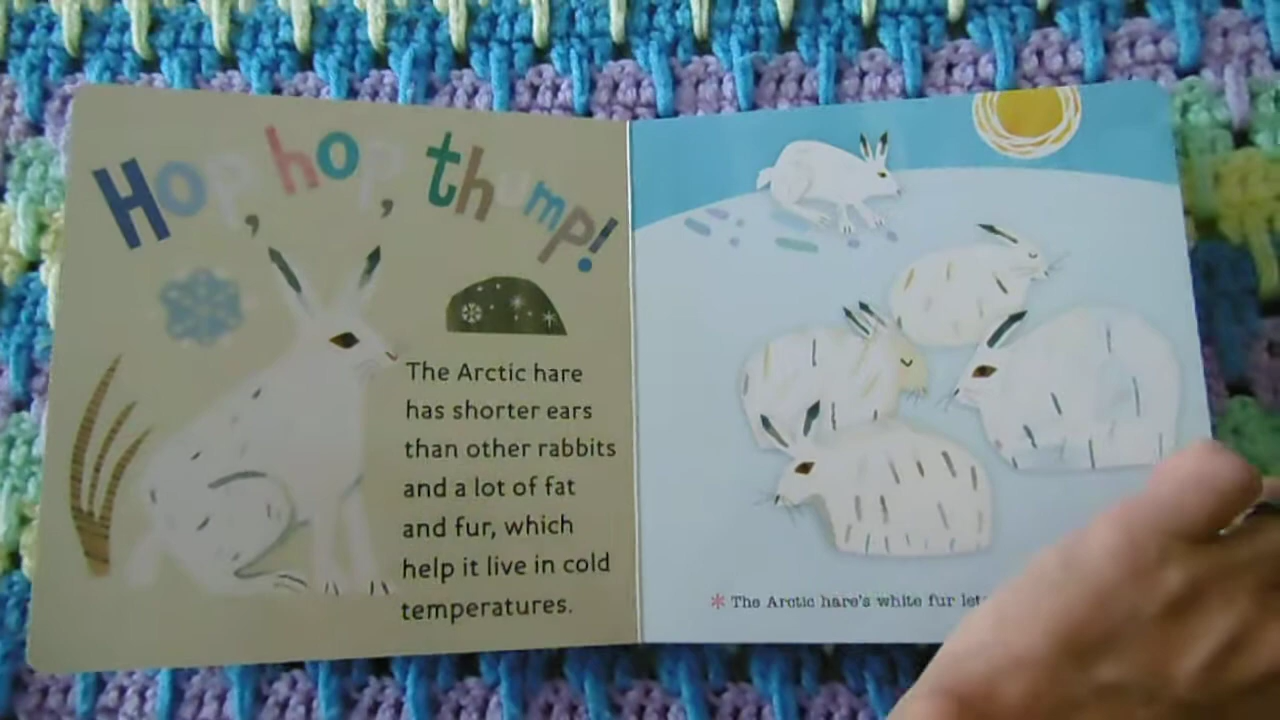 Hop, hop, thump!
The Arctic hare
has shorter ears
than other rabbits
and a lot of fat
and fur, which
help it live in cold
temperatures.
* The Arctic hare's white fur let